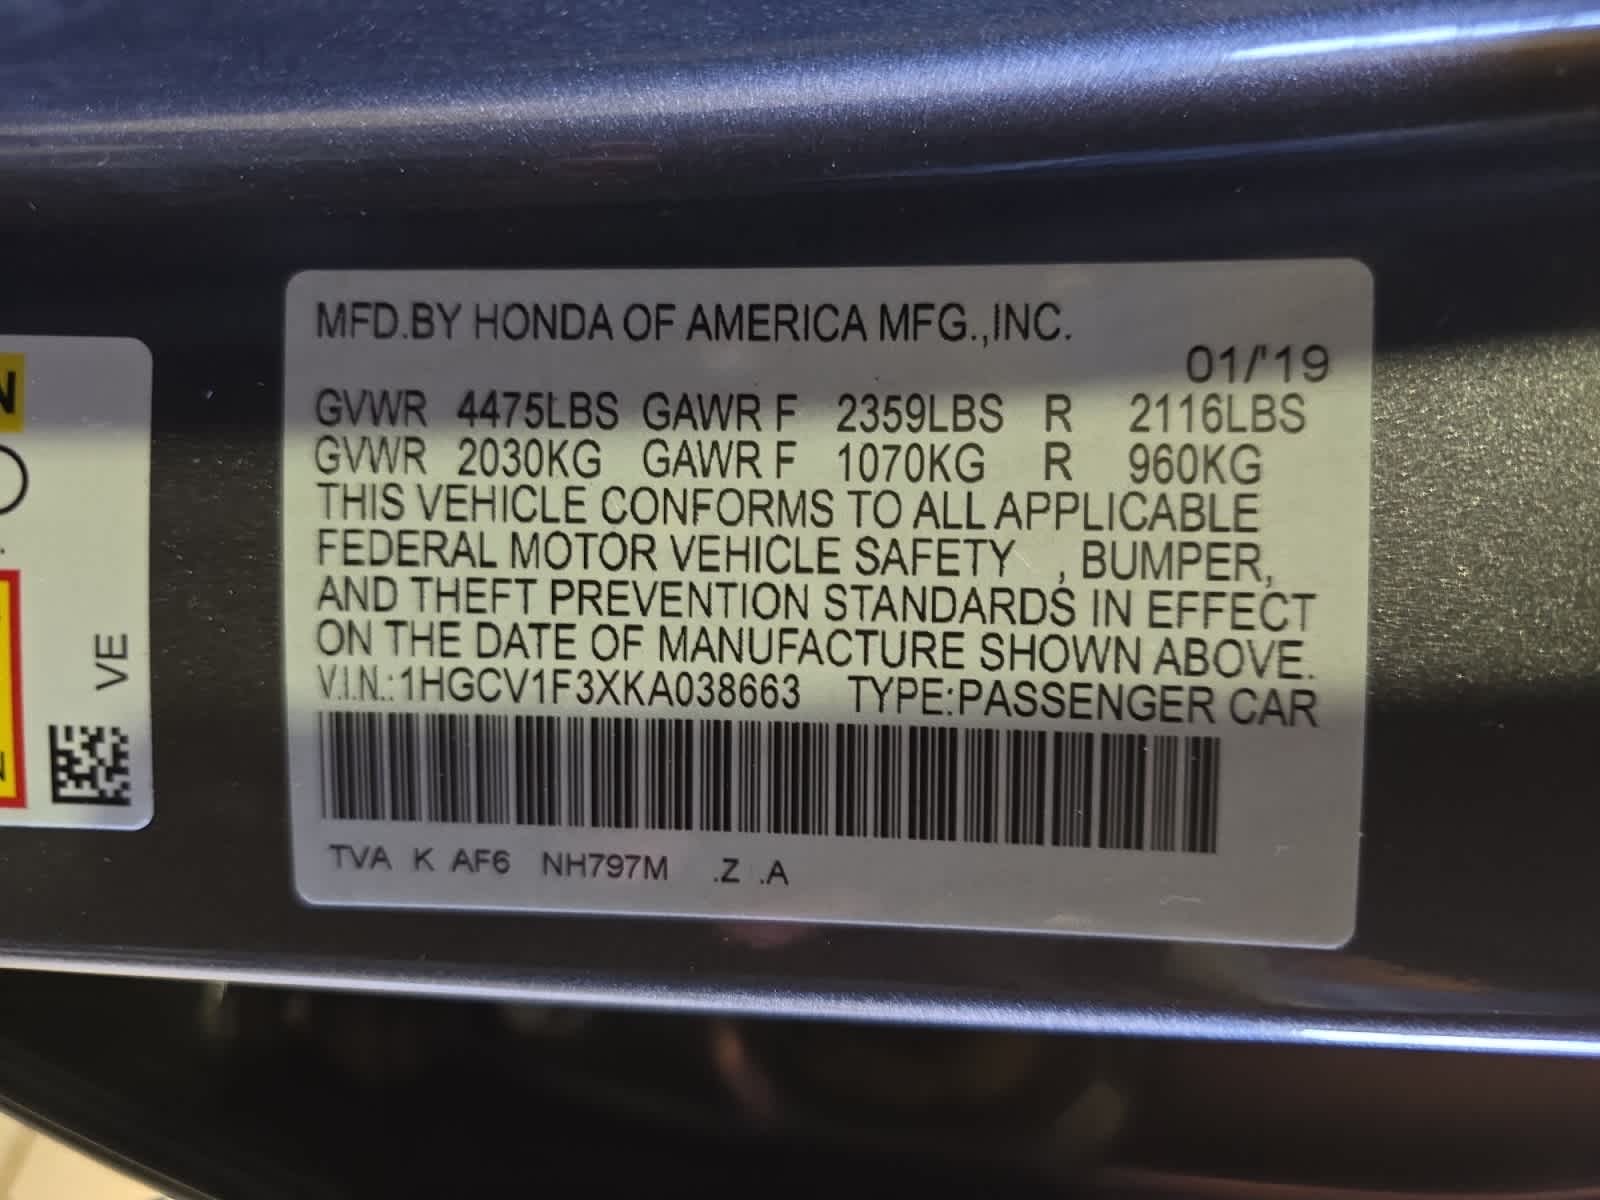 MFD.BY HONDA OF AMERICA MFG.,INC.
01/'19
GVWR 4475LBS GAWR F 2359LBS R 2116LBS
GVWR 2030KG GAWR F 1070KG R 960KG
THIS VEHICLE CONFORMS TO ALL APPLICABLE
FEDERAL MOTOR VEHICLE SAFETY , BUMPER,
AND THEFT PREVENTION STANDARDS IN EFFECT
ON THE DATE OF MANUFACTURE SHOWN ABOVE.
V.I.N.:1HGCV1F3XKA038663 TYPE:PASSENGER CAR
TVA K AF6 NH797M .Z .A
VE
N